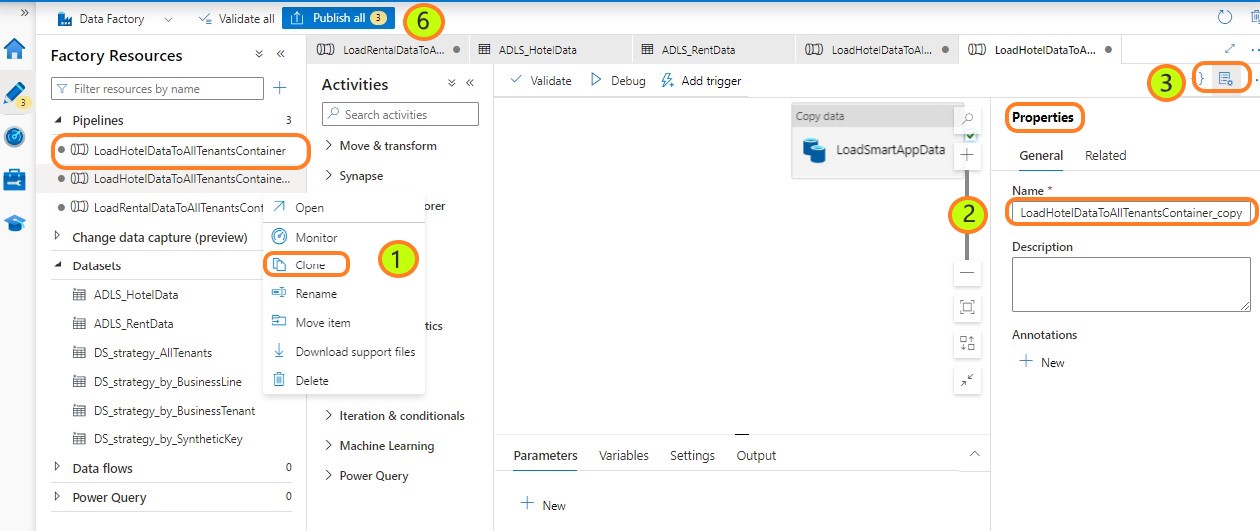 »
Data Factory
Validate all
Publish all 3
6
Factory Resources
Filter resources by name
Pipelines 3
LoadHotelDataToAllTenantsContainer
LoadHotelDataToAllTenantsContaine...
LoadRentalDataToAllTenantsCont
Change data capture (preview)
Datasets
ADLS_HotelData
ADLS_RentData
DS_strategy_AllTenants
DS_strategy_by_BusinessLine
DS_strategy_by_BusinessTenant
DS_strategy_by_SyntheticKey
Data flows 0
Power Query 0
3
Open
Monitor
Clone
1
Rename
Move item
Download support files
Delete
LoadRentalDataToA...
ADLS_HotelData
ADLS_RentData
LoadHotelDataToAl...
LoadHotelDataToA...
Activities
Search activities
Move & transform
Synapse
orer
tics
Iteration & conditionals
Machine Learning
Power Query
Validate
Debug
Add trigger
Copy data
LoadSmartAppData
2
Parameters
Variables
Settings
Output
New
3
}
Properties
General
Related
Name *
LoadHotelDataToAllTenantsContainer_copy
Description
Annotations
New